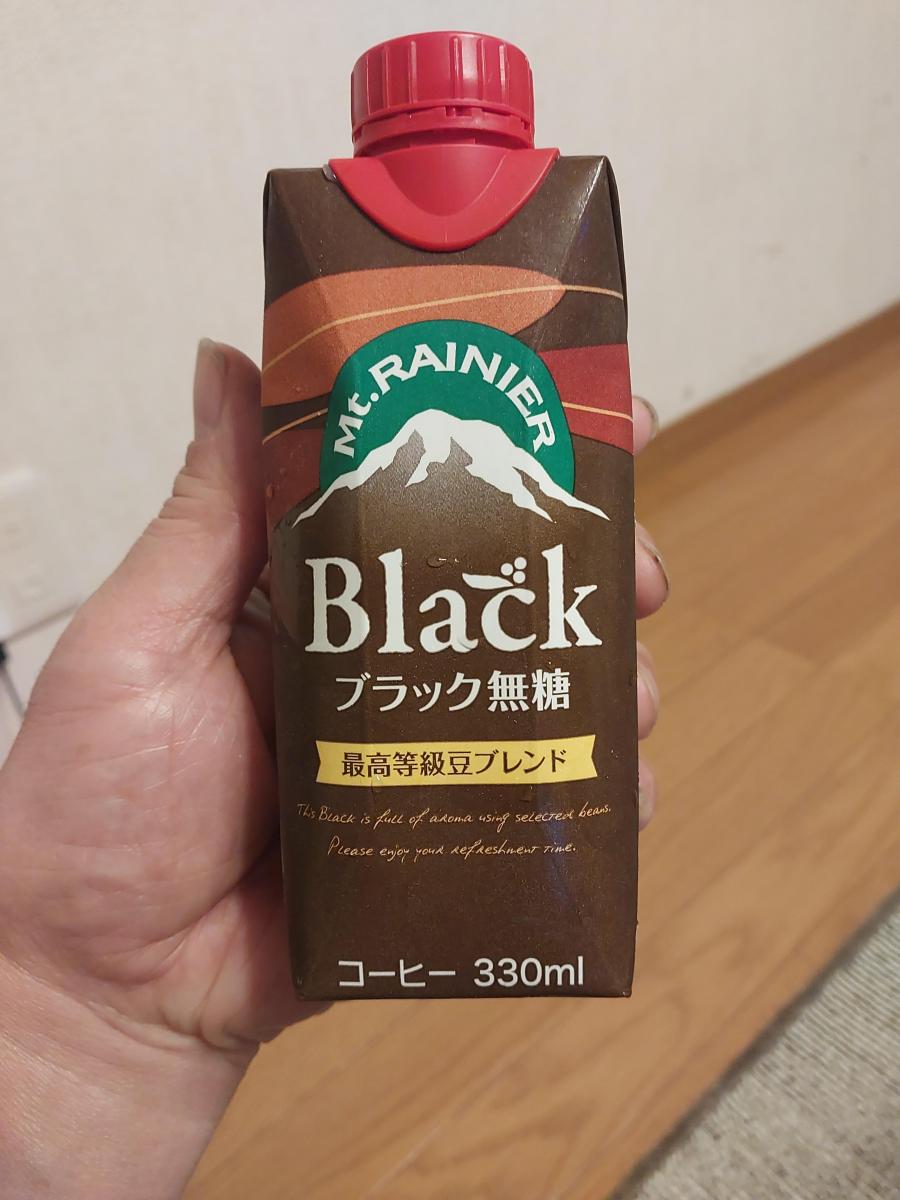 Mt. RAINIER
Black
ブラック無糖
最高等級豆ブレンド
This Black is full of aroma using selected beans.
Please enjoy your refreshment time.
コーヒー 330ml